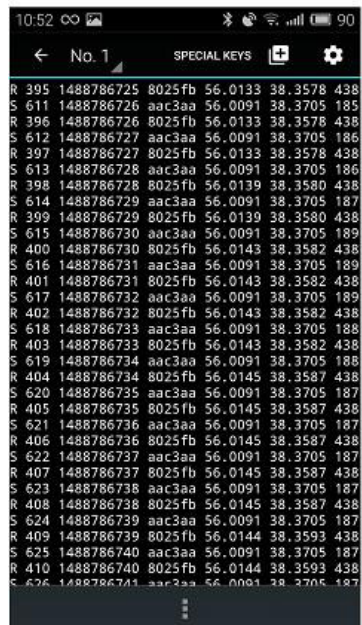 10:52 90
← No. 1 SPECIAL KEYS
R 395 1488786725 8025fb 56.0133 38.3578 438
S 611 1488786726 aac3aa 56.0091 38.3705 185
R 396 1488786726 8025fb 56.0133 38.3578 438
S 612 1488786727 aac3aa 56.0091 38.3705 186
R 397 1488786727 8025fb 56.0133 38.3578 438
S 613 1488786728 aac3aa 56.0091 38.3705 186
R 398 1488786728 8025fb 56.0139 38.3580 438
S 614 1488786729 aac3aa 56.0091 38.3705 187
R 399 1488786729 8025fb 56.0139 38.3580 438
S 615 1488786730 aac3aa 56.0091 38.3705 189
R 400 1488786730 8025fb 56.0143 38.3582 438
S 616 1488786731 aac3aa 56.0091 38.3705 189
R 401 1488786731 8025fb 56.0143 38.3582 438
S 617 1488786732 aac3aa 56.0091 38.3705 189
R 402 1488786732 8025fb 56.0143 38.3582 438
S 618 1488786733 aac3aa 56.0091 38.3705 188
R 403 1488786733 8025fb 56.0143 38.3582 438
S 619 1488786734 aac3aa 56.0091 38.3705 188
R 404 1488786734 8025fb 56.0145 38.3587 438
S 620 1488786735 aac3aa 56.0091 38.3705 187
R 405 1488786735 8025fb 56.0145 38.3587 438
S 621 1488786736 aac3aa 56.0091 38.3705 187
R 406 1488786736 8025fb 56.0145 38.3587 438
S 622 1488786737 aac3aa 56.0091 38.3705 187
R 407 1488786737 8025fb 56.0145 38.3587 438
S 623 1488786738 aac3aa 56.0091 38.3705 187
R 408 1488786738 8025fb 56.0145 38.3587 438
S 624 1488786739 aac3aa 56.0091 38.3705 187
R 409 1488786739 8025fb 56.0144 38.3593 438
S 625 1488786740 aac3aa 56.0091 38.3705 187
R 410 1488786740 8025fb 56.0144 38.3593 438
S 626 1488786741 aac3aa 56.0091 38.3705 187